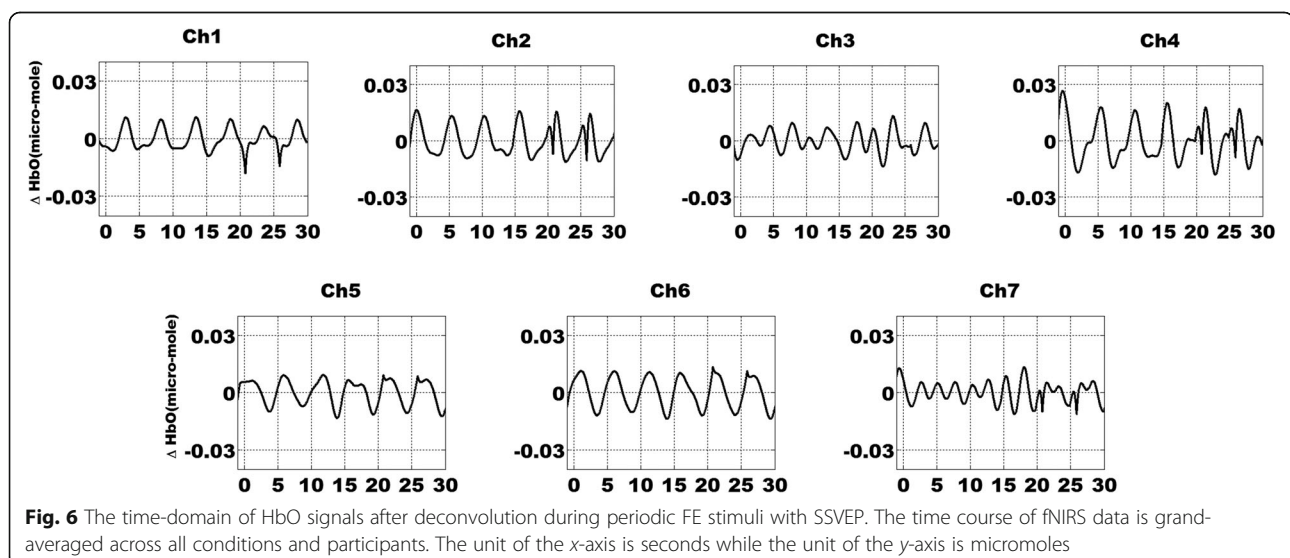 Ch1
Ch2
Ch3
Ch4
Δ HbO(micro-mole)
0.03
0
-0.03
0 5 10 15 20 25 30
0.03
0
-0.03
0 5 10 15 20 25 30
0.03
0
-0.03
0 5 10 15 20 25 30
0.03
0
-0.03
0 5 10 15 20 25 30
Ch5
Ch6
Ch7
Δ HbO(micro-mole)
0.03
0
-0.03
0 5 10 15 20 25 30
0.03
0
-0.03
0 5 10 15 20 25 30
0.03
0
-0.03
0 5 10 15 20 25 30
Fig. 6 The time-domain of HbO signals after deconvolution during periodic FE stimuli with SSVEP. The time course of fNIRS data is grand-
averaged across all conditions and participants. The unit of the x-axis is seconds while the unit of the y-axis is micromoles